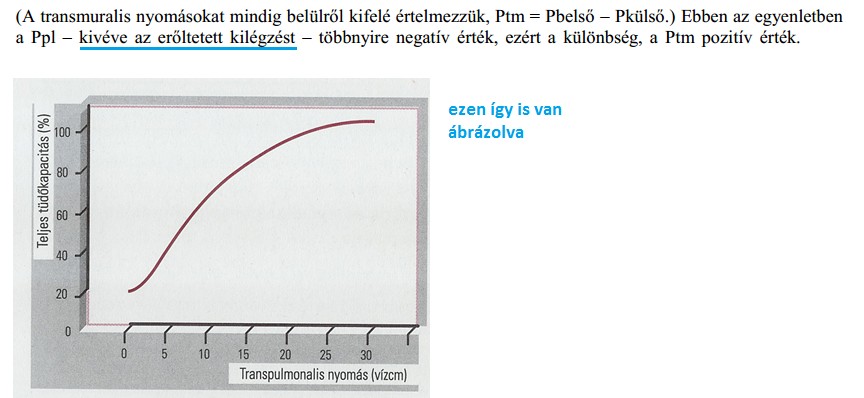 (A transmuralis nyomásokat mindig belülről kifelé értelmezzük, Ptm = Pbelső – Pkülső.) Ebben az egyenletben
a Ppl – kivéve az erőltetett kilégzést – többnyire negatív érték, ezért a különbség, a Ptm pozitív érték.
ezen így is van
ábrázolva
Teljes tüdőkapacitás (%)
100
80
60
40
20
0
0 5 10 15 20 25 30
Transpulmonalis nyomás (vízcm)